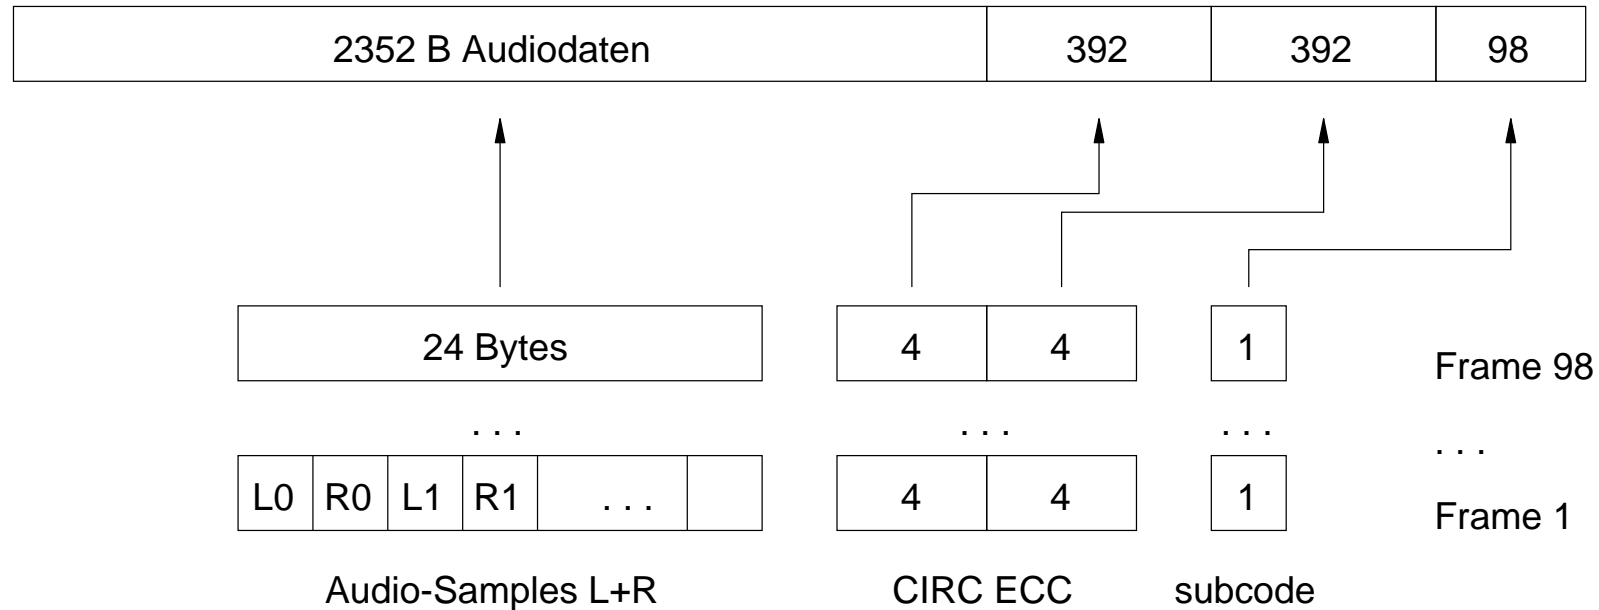 2352 B Audiodaten 392 392 98
24 Bytes 4 4 1 Frame 98
. . . . . . . . . . . .
L0 R0 L1 R1 . . . 4 4 1 Frame 1
Audio-Samples L+R CIRC ECC subcode